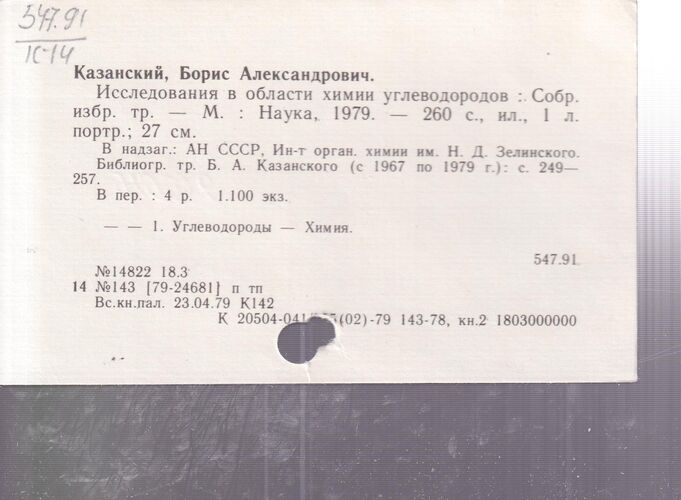 547.91
К-14
Казанский, Борис Александрович.
Исследования в области химии углеводородов : Собр.
избр. тр. — М. : Наука, 1979. — 260 с., ил., 1 л.
портр.; 27 см.
В надзаг.: АН СССР, Ин-т орган. химии им. Н. Д. Зелинского.
Библиогр. тр. Б. А. Казанского (с 1967 по 1979 г.): с. 249—
257.
В пер. : 4 р. 1.100 экз.
— — 1. Углеводороды — Химия.
547.91
№14822 18.3
14 №143 [79-24681] п тп
Вс.кн.пал. 23.04.79 К142
К 20504-041 (02)-79 143-78, кн.2 1803000000